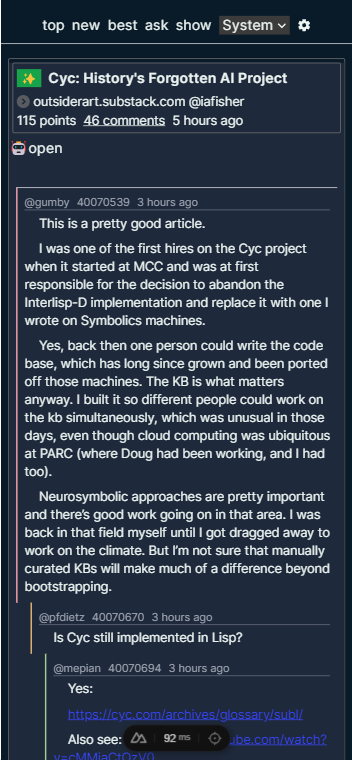 top new best ask show System
Cyc: History's Forgotten AI Project
outsiderart.substack.com @iafisher
115 points 46 comments 5 hours ago
open
@gumby 40070539 3 hours ago
This is a pretty good article.
I was one of the first hires on the Cyc project
when it started at MCC and was at first
responsible for the decision to abandon the
Interlisp-D implementation and replace it with one I
wrote on Symbolics machines.
Yes, back then one person could write the code
base, which has long since grown and been ported
off those machines. The KB is what matters
anyway. I built it so different people could work on
the kb simultaneously, which was unusual in those
days, even though cloud computing was ubiquitous
at PARC (where Doug had been working, and I had
too).
Neurosymbolic approaches are pretty important
and there's good work going on in that area. I was
back in that field myself until I got dragged away to
work on the climate. But I'm not sure that manually
curated KBs will make much of a difference beyond
bootstrapping.
@pfdietz 40070670 3 hours ago
Is Cyc still implemented in Lisp?
@mepian 40070694 3 hours ago
Yes:
https://cyc.com/archives/glossary/subl/
Also see: ube.com/watch?
92 ms